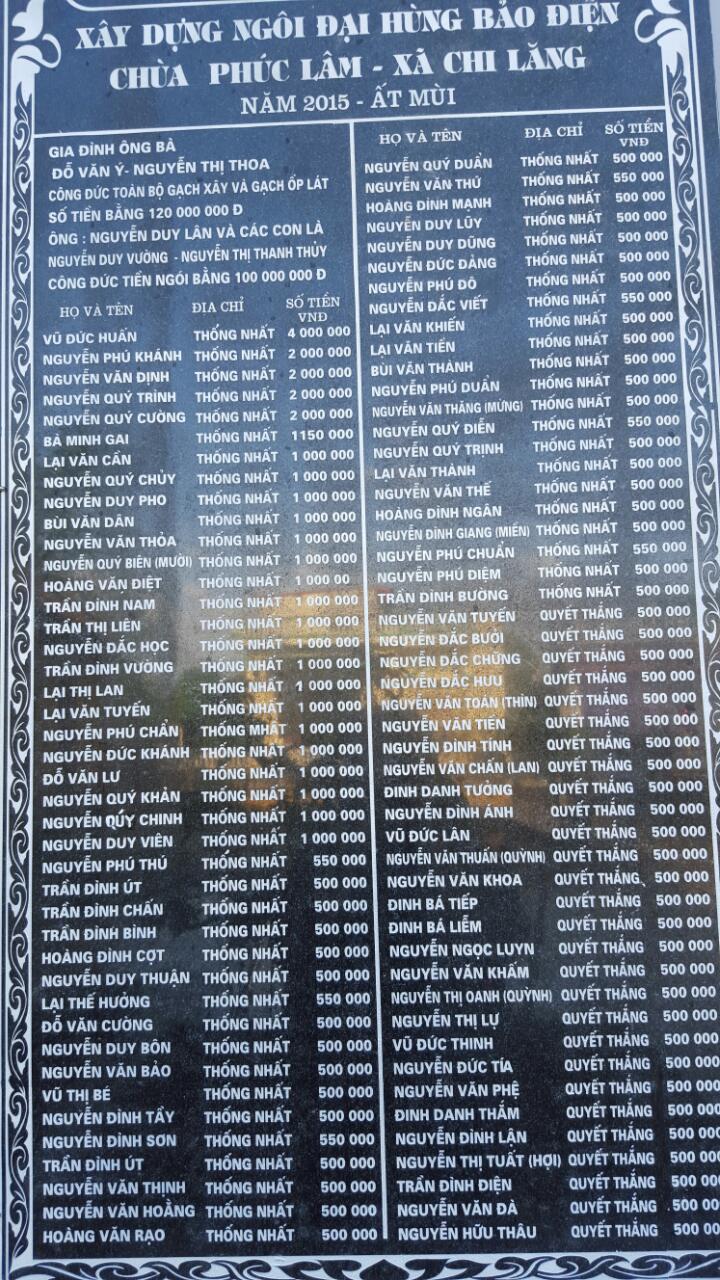 XÂY DỰNG NGÔI ĐẠI HÙNG BẢO ĐIỆN
CHÙA PHÚC LÂM - XÃ CHI LĂNG
NĂM 2015 - ẤT MÙI
GIA ĐÌNH ÔNG BÀ
ĐỖ VĂN Ý- NGUYỄN THỊ THOA
CÔNG ĐỨC TOÀN BỘ GẠCH XÂY VÀ GẠCH ỐP LÁT
SỐ TIỀN BẰNG 120 000 000 Đ
ÔNG : NGUYỄN DUY LÂN VÀ CÁC CON LÀ
NGUYỄN DUY VƯỢNG - NGUYỄN THỊ THANH THỦY
CÔNG ĐỨC TIỀN NGÓI BẰNG 100 000 000 Đ
HỌ VÀ TÊN ĐỊA CHỈ SỐ TIỀN
VNĐ
VŨ ĐỨC HUẤN THỐNG NHẤT 4 000 000
NGUYỄN PHÚ KHÁNH THỐNG NHẤT 2 000 000
NGUYỄN VĂN ĐỊNH THỐNG NHẤT 2 000 000
NGUYỄN QUÝ TRÌNH THỐNG NHẤT 2 000 000
NGUYỄN QUÝ CƯỜNG THỐNG NHẤT 2 000 000
BÀ MINH GAI THỐNG NHẤT 1150 000
LẠI VĂN CẦN THỐNG NHẤT 1 000 000
NGUYỄN QUÝ CHỦY THỐNG NHẤT 1 000 000
NGUYỄN DUY PHO THỐNG NHẤT 1 000 000
BÙI VĂN DÂN THỐNG NHẤT 1 000 000
NGUYỄN VĂN THỎA THỐNG NHẤT 1 000 000
NGUYỄN QUÝ BIÊN (MƯỜI) THỐNG NHẤT 1 000 000
HOÀNG VĂN ĐIỆT THỐNG NHẤT 1 000 00
TRẦN ĐÌNH NAM THỐNG NHẤT 1 000 000
TRẦN THỊ LIÊN THỐNG NHẤT 1 000 000
NGUYỄN ĐẮC HỌC THỐNG NHẤT 1 000 000
TRẦN ĐÌNH VƯỢNG THỐNG NHẤT 1 000 000
LẠI THỊ LAN THỐNG NHẤT 1 000 000
LẠI VĂN TUYẾN THỐNG NHẤT 1 000 000
NGUYỄN PHÚ CHẨN THỐNG NHẤT 1 000 000
NGUYỄN ĐỨC KHÁNH THỐNG NHẤT 1 000 000
ĐỖ VĂN LƯ THỐNG NHẤT 1 000 000
NGUYỄN QUÝ KHẢN THỐNG NHẤT 1 000 000
NGUYỄN QÚY CHINH THỐNG NHẤT 1 000 000
NGUYỄN DUY VIÊN THỐNG NHẤT 1 000 000
NGUYỄN PHÚ THÚ THỐNG NHẤT 550 000
TRẦN ĐÌNH ÚT THỐNG NHẤT 500 000
TRẦN ĐÌNH CHẤN THỐNG NHẤT 500 000
TRẦN ĐÌNH BÌNH THỐNG NHẤT 500 000
HOÀNG ĐÌNH CỢT THỐNG NHẤT 500 000
NGUYỄN DUY THUẬN THỐNG NHẤT 500 000
LẠI THẾ HƯỞNG THỐNG NHẤT 550 000
ĐỖ VĂN CƯỜNG THỐNG NHẤT 500 000
NGUYỄN DUY BÔN THỐNG NHẤT 500 000
NGUYỄN VĂN BẢO THỐNG NHẤT 500 000
VŨ THỊ BÉ THỐNG NHẤT 500 000
NGUYỄN ĐÌNH TẦY THỐNG NHẤT 500 000
NGUYỄN ĐÌNH SƠN THỐNG NHẤT 550 000
TRẦN ĐÌNH ÚT THỐNG NHẤT 500 000
NGUYỄN VĂN THỊNH THỐNG NHẤT 500 000
NGUYỄN VĂN HOẰNG THỐNG NHẤT 500 000
HOÀNG VĂN RẠO THỐNG NHẤT 500 000
HỌ VÀ TÊN ĐỊA CHỈ SỐ TIỀN
VNĐ
NGUYỄN QUÝ DUẨN THỐNG NHẤT 500 000
NGUYỄN VĂN THỨ THỐNG NHẤT 550 000
HOÀNG ĐÌNH MẠNH THỐNG NHẤT 500 000
NGUYỄN DUY LŨY THỐNG NHẤT 500 000
NGUYỄN DUY DŨNG THỐNG NHẤT 500 000
NGUYỄN ĐỨC ĐẢNG THỐNG NHẤT 500 000
NGUYỄN PHÚ ĐÔ THỐNG NHẤT 500 000
NGUYỄN ĐẮC VIẾT THỐNG NHẤT 550 000
LẠI VĂN KHIẾN THỐNG NHẤT 500 000
LẠI VĂN TIẾN THỐNG NHẤT 500 000
BÙI VĂN THÀNH THỐNG NHẤT 500 000
NGUYỄN PHÚ DUẨN THỐNG NHẤT 500 000
NGUYỄN VĂN THĂNG (MỨNG) THỐNG NHẤT 500 000
NGUYỄN QUÝ ĐIỀN THỐNG NHẤT 550 000
NGUYỄN QUÝ TRỊNH THỐNG NHẤT 500 000
LẠI VĂN THÀNH THỐNG NHẤT 500 000
NGUYỄN VĂN THẾ THỐNG NHẤT 500 000
HOÀNG ĐÌNH NGÂN THỐNG NHẤT 500 000
NGUYỄN ĐÌNH GIANG (MIỀN) THỐNG NHẤT 500 000
NGUYỄN PHÚ CHUẨN THỐNG NHẤT 550 000
NGUYỄN PHÚ DIỆM THỐNG NHẤT 500 000
TRẦN ĐÌNH BƯỜNG THỐNG NHẤT 500 000
NGUYỄN VĂN TUYẾN QUYẾT THẮNG 500 000
NGUYỄN ĐẮC BƯỞI QUYẾT THẮNG 500 000
NGUYỄN ĐẮC CHỨNG QUYẾT THẮNG 500 000
NGUYỄN ĐẮC HƯU QUYẾT THẮNG 500 000
NGUYỄN VĂN TOÀN (THÌN) QUYẾT THẮNG 500 000
NGUYỄN VĂN TIẾN QUYẾT THẮNG 500 000
NGUYỄN ĐÌNH TÍNH QUYẾT THẮNG 500 000
NGUYỄN VĂN CHẤN (LAN) QUYẾT THẮNG 500 000
ĐINH DANH TƯỞNG QUYẾT THẮNG 500 000
NGUYỄN ĐÌNH ÁNH QUYẾT THẮNG 500 000
VŨ ĐỨC LÂN QUYẾT THẮNG 500 000
NGUYỄN VĂN THUẤN (QUỲNH) QUYẾT THẮNG 500 000
NGUYỄN VĂN KHOA QUYẾT THẮNG 500 000
ĐINH BÁ TIẾP QUYẾT THẮNG 500 000
ĐINH BÁ LIỄM QUYẾT THẮNG 500 000
NGUYỄN NGỌC LUYN QUYẾT THẮNG 500 000
NGUYỄN VĂN KHẤM QUYẾT THẮNG 500 000
NGUYỄN THỊ OANH (QUỲNH) QUYẾT THẮNG 500 000
NGUYỄN THỊ LỰ QUYẾT THẮNG 500 000
VŨ ĐỨC THINH QUYẾT THẮNG 500 000
NGUYỄN ĐỨC TÍA QUYẾT THẮNG 500 000
NGUYỄN VĂN PHỆ QUYẾT THẮNG 500 000
ĐINH DANH THẮM QUYẾT THẮNG 500 000
NGUYỄN ĐÌNH LẬN QUYẾT THẮNG 500 000
NGUYỄN THỊ TUẤT (HỢI) QUYẾT THẮNG 500 000
TRẦN ĐÌNH ĐIỆN QUYẾT THẮNG 500 000
NGUYỄN VĂN ĐÀ QUYẾT THẮNG 500 00
NGUYỄN HỮU THÂU QUYẾT THẮNG 500 00